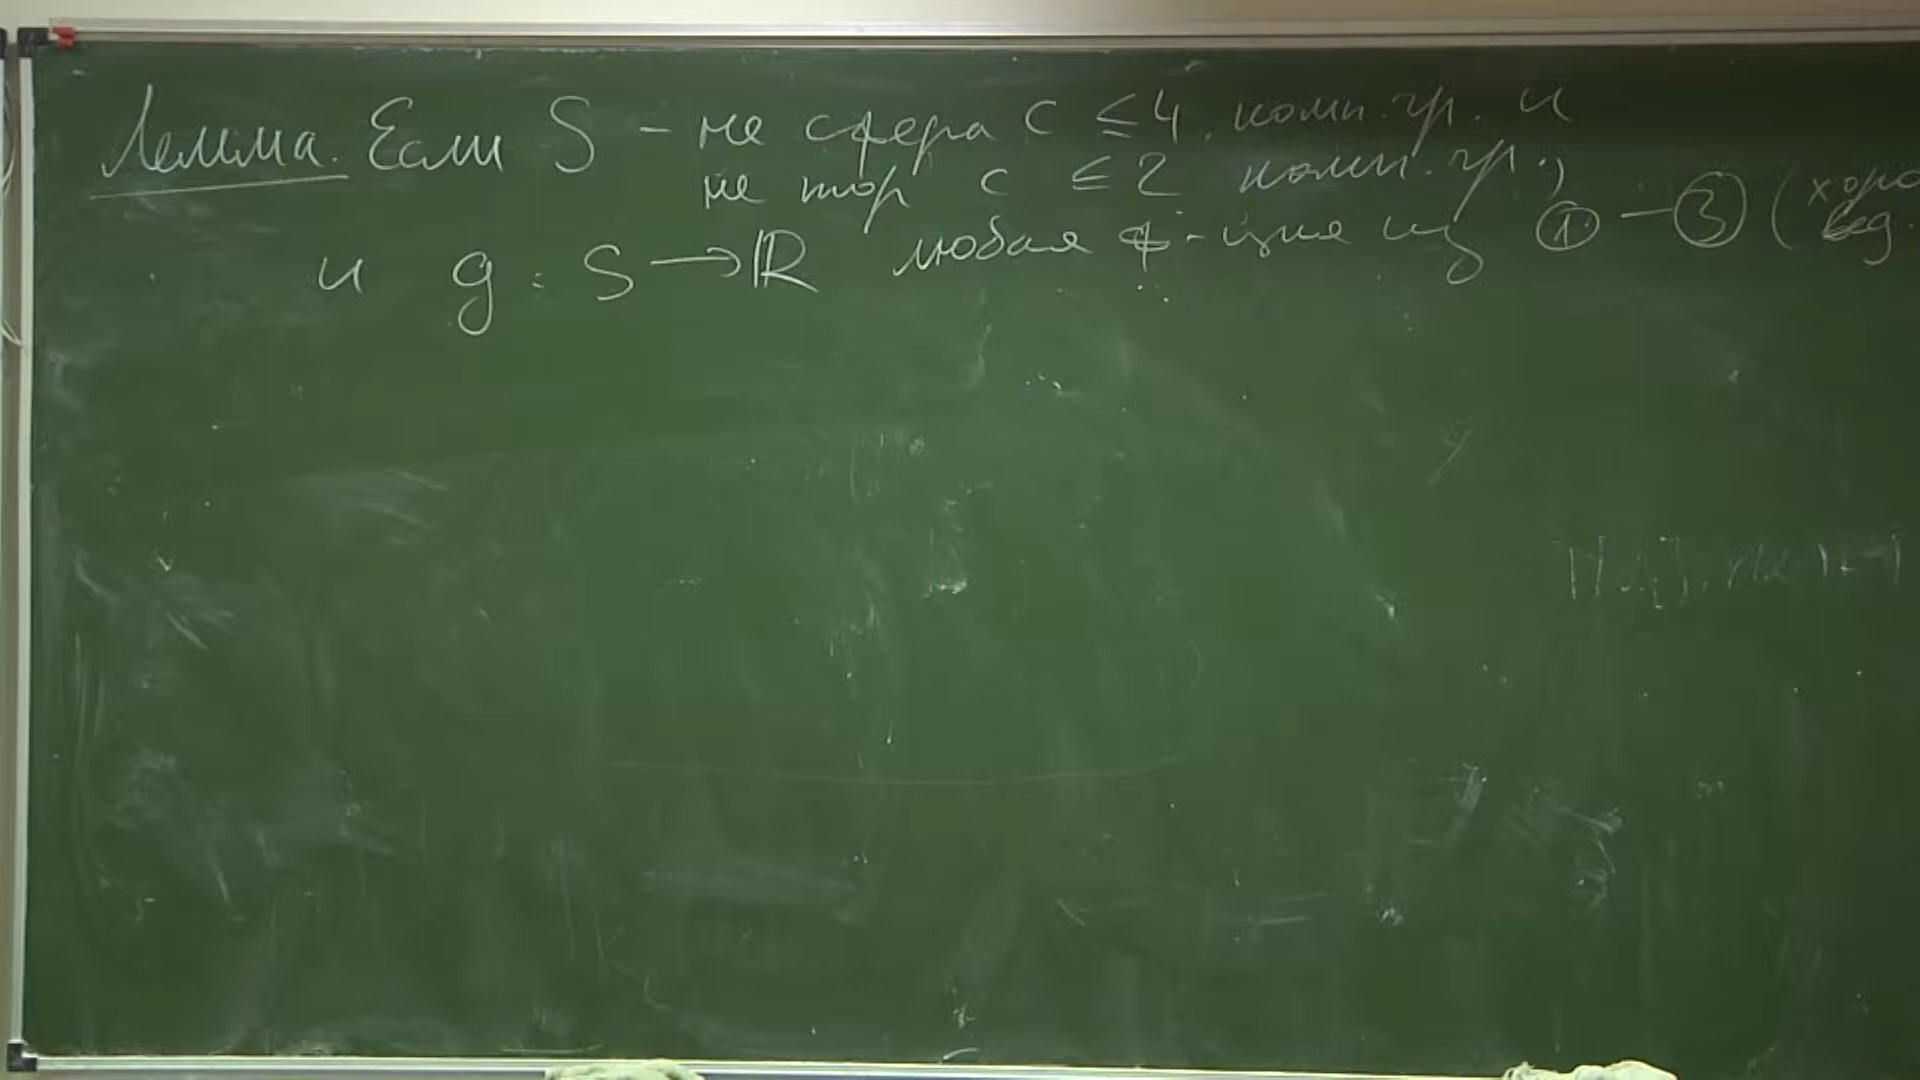 Лемма. Если S – не сфера с ≤ 4 комп. гр. и
не тор с ≤ 2 комп. гр.,
и g : S → ℝ любая ф-ция из ① – ③ (хоро